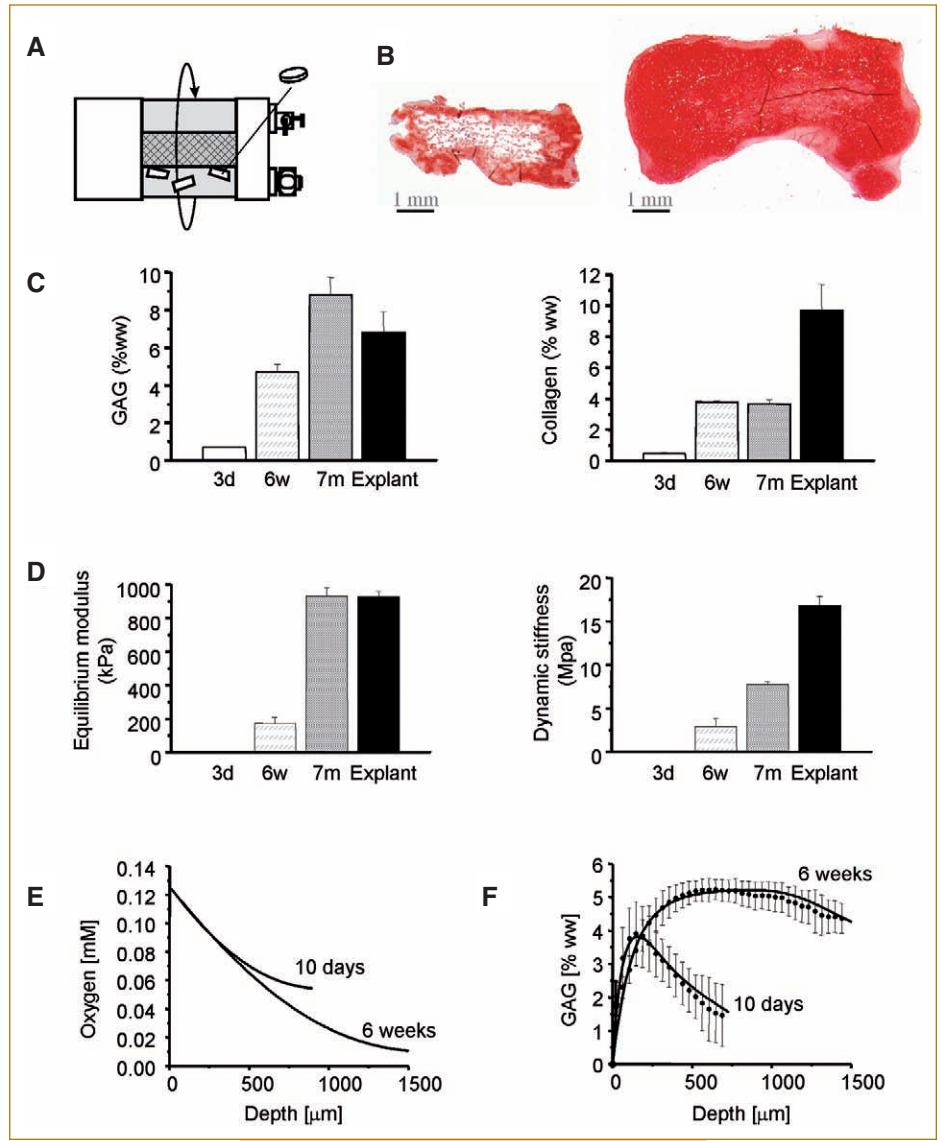 A
B
1 mm
1 mm
C
GAG (%ww)
10
8
6
4
2
0
3d 6w 7m Explant
Collagen (% ww)
12
10
8
6
4
2
0
3d 6w 7m Explant
D
Equilibrium modulus
(kPa)
1000
800
600
400
200
0
3d 6w 7m Explant
Dynamic stiffness
(Mpa)
20
15
10
5
0
3d 6w 7m Explant
E
Oxygen [mM]
0.14
0.12
0.10
0.08
0.06
0.04
0.02
0.00
10 days
6 weeks
0 500 1000 1500
Depth [μm]
F
GAG [% ww]
6
5
4
3
2
1
0
6 weeks
10 days
0 500 1000 1500
Depth [μm]